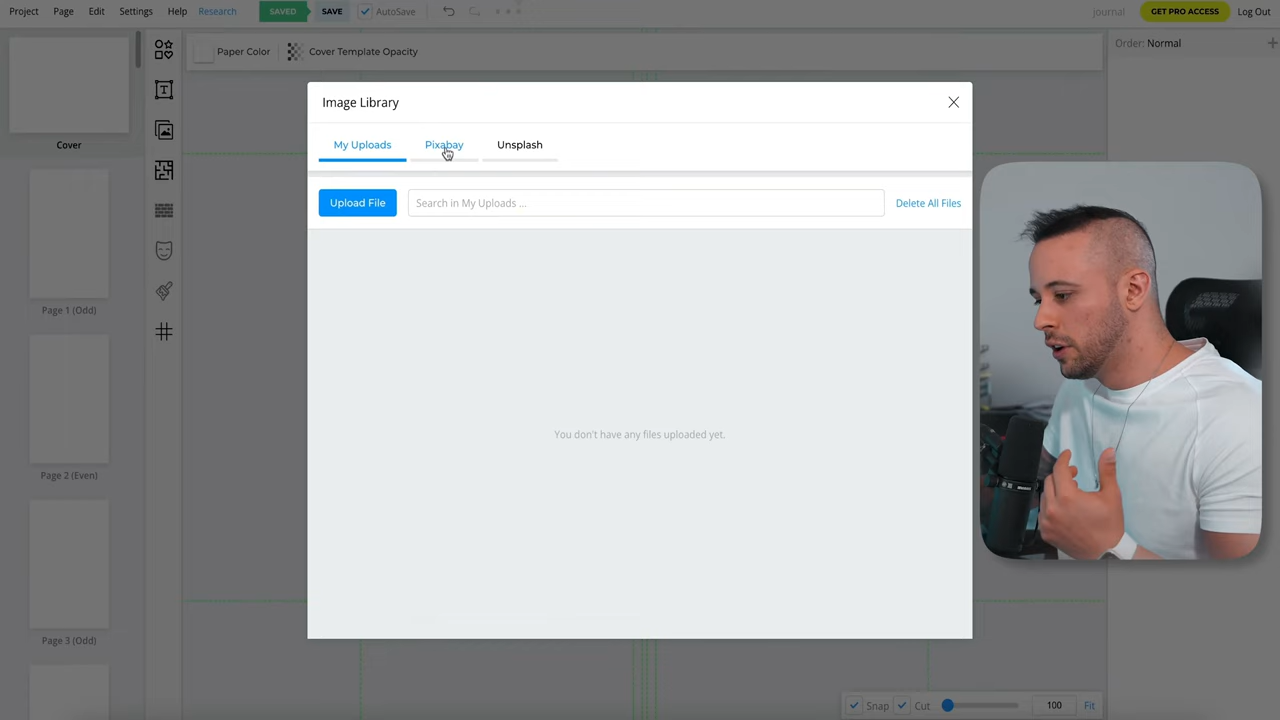 Project Page Edit Settings Help Research SAVED SAVE AutoSave journal GET PRO ACCESS Log Out
Paper Color Cover Template Opacity
Order: Normal
Image Library
My Uploads Pixabay Unsplash
Upload File Search in My Uploads ... Delete All Files
You don't have any files uploaded yet.
Cover
Page 1 (Odd)
Page 2 (Even)
Page 3 (Odd)
Snap Cut 100 Fit